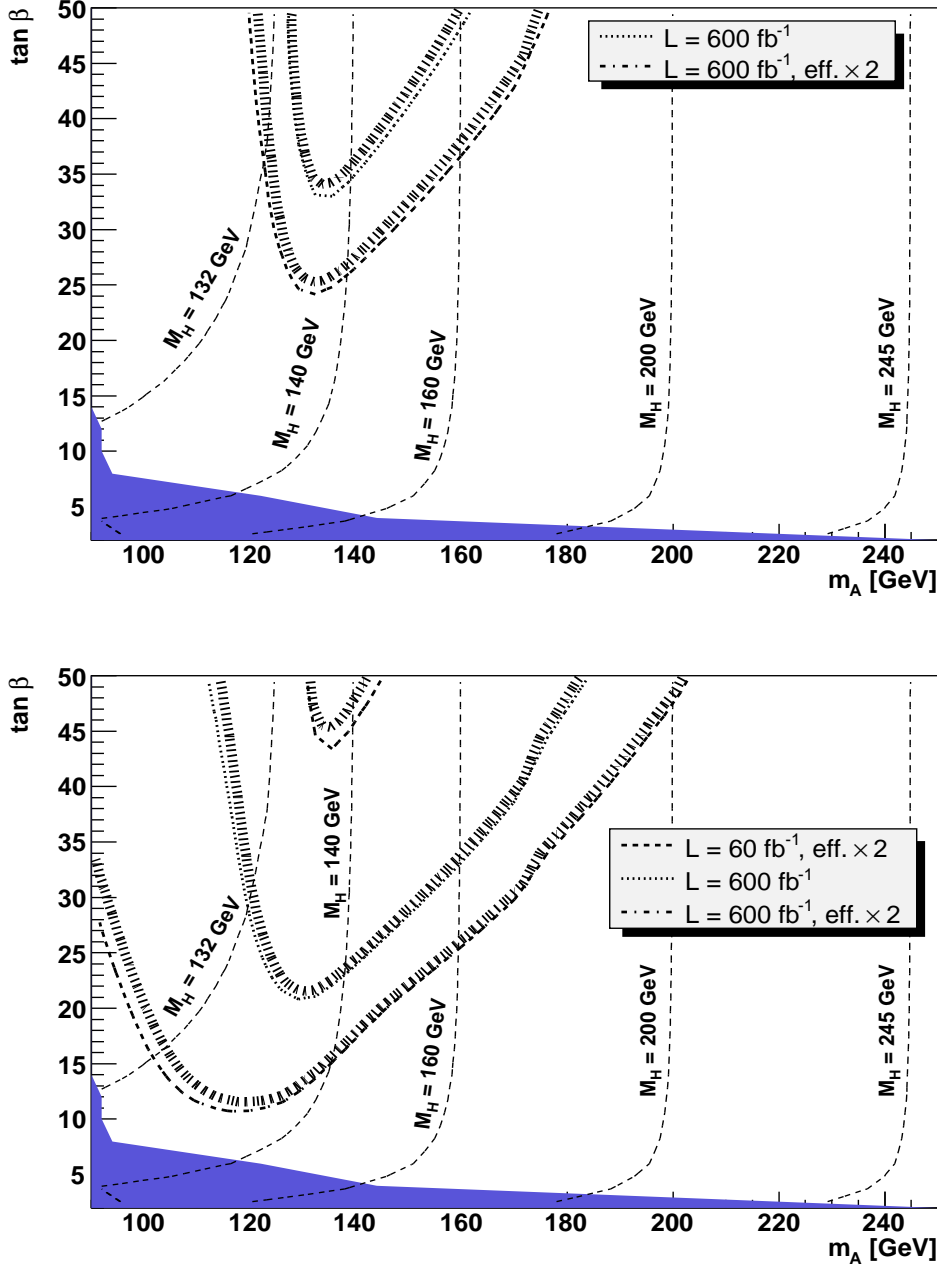 tan β
50
45
40
35
30
25
20
15
10
5
L = 600 fb⁻¹
L = 600 fb⁻¹, eff. × 2
M_H = 132 GeV
M_H = 140 GeV
M_H = 160 GeV
M_H = 200 GeV
M_H = 245 GeV
100 120 140 160 180 200 220 240
m_A [GeV]
tan β
50
45
40
35
30
25
20
15
10
5
L = 60 fb⁻¹, eff. × 2
L = 600 fb⁻¹
L = 600 fb⁻¹, eff. × 2
M_H = 132 GeV
M_H = 140 GeV
M_H = 160 GeV
M_H = 200 GeV
M_H = 245 GeV
100 120 140 160 180 200 220 240
m_A [GeV]